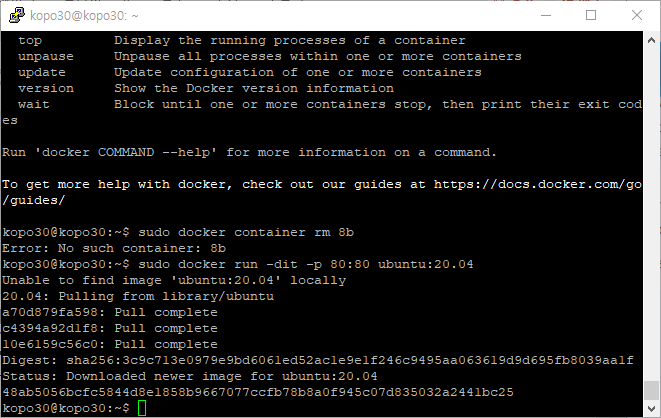 kopo30@kopo30: ~
top Display the running processes of a container
unpause Unpause all processes within one or more containers
update Update configuration of one or more containers
version Show the Docker version information
wait Block until one or more containers stop, then print their exit cod
es
Run 'docker COMMAND --help' for more information on a command.
To get more help with docker, check out our guides at https://docs.docker.com/go
/guides/
kopo30@kopo30:~$ sudo docker container rm 8b
Error: No such container: 8b
kopo30@kopo30:~$ sudo docker run -dit -p 80:80 ubuntu:20.04
Unable to find image 'ubuntu:20.04' locally
20.04: Pulling from library/ubuntu
a70d879fa598: Pull complete
c4394a92d1f8: Pull complete
10e6159c56c0: Pull complete
Digest: sha256:3c9c713e0979e9bd6061ed52ac1e9e1f246c9495aa063619d9d695fb8039aa1f
Status: Downloaded newer image for ubuntu:20.04
48ab5056bcfc5844d8e1858b9667077ccfb78b8a0f945c07d835032a2441bc25
kopo30@kopo30:~$